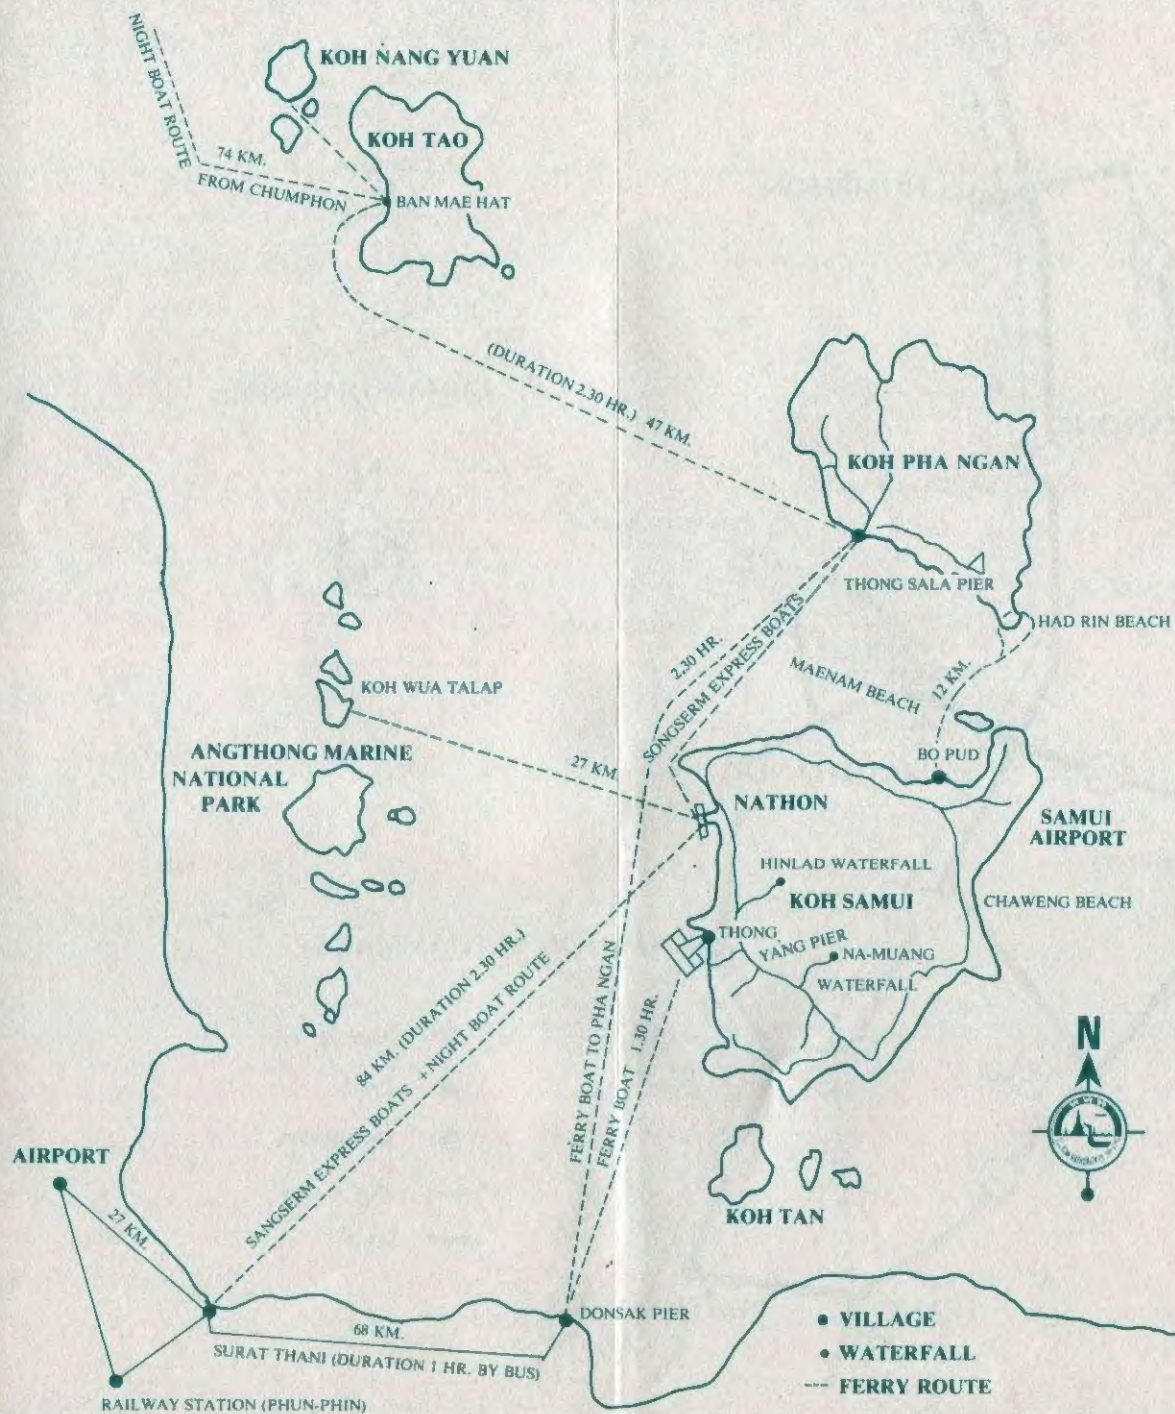 NIGHT BOAT ROUTE
KOH NANG YUAN
KOH TAO
74 KM.
FROM CHUMPHON
BAN MAE HAT
(DURATION 2.30 HR.) 47 KM.
KOH PHA NGAN
THONG SALA PIER
HAD RIN BEACH
2.30 HR.
SONGSERM EXPRESS BOATS
MAENAM BEACH
12 KM.
KOH WUA TALAP
ANGTHONG MARINE
NATIONAL
PARK
27 KM.
BO PUD
NATHON
SAMUI
AIRPORT
HINLAD WATERFALL
KOH SAMUI
CHAWENG BEACH
THONG
YANG PIER
NA-MUANG
WATERFALL
84 KM. (DURATION 2.30 HR.)
SANGSERM EXPRESS BOATS + NIGHT BOAT ROUTE
FERRY BOAT TO PHA NGAN
FERRY BOAT 1.30 HR.
N
KOH TAN
AIRPORT
27 KM.
DONSAK PIER
68 KM.
SURAT THANI (DURATION 1 HR. BY BUS)
RAILWAY STATION (PHUN-PHIN)
VILLAGE
WATERFALL
FERRY ROUTE